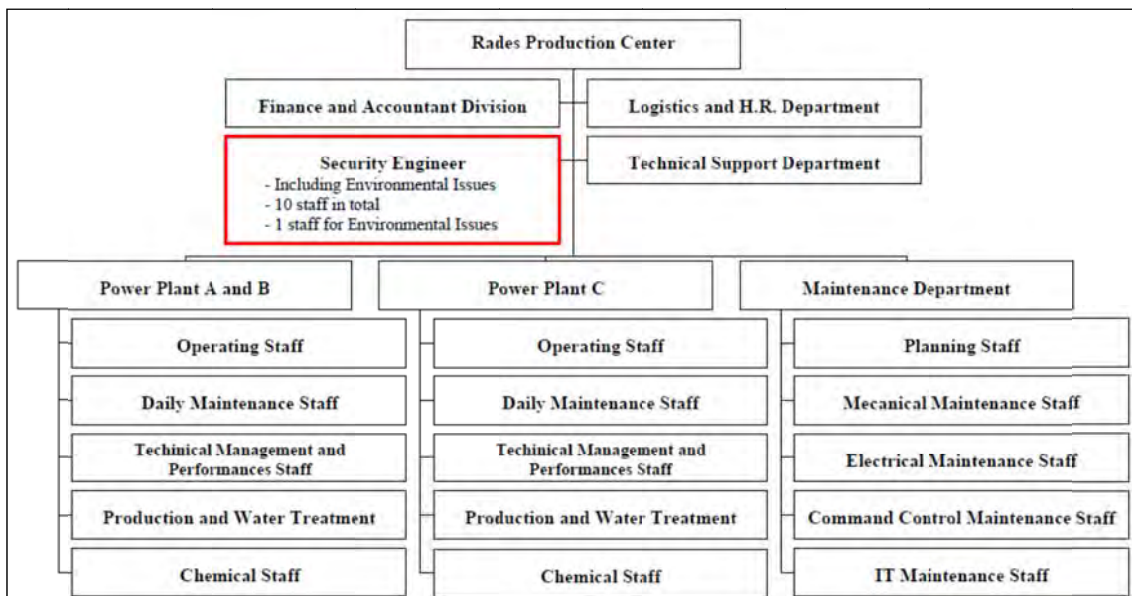 Rades Production Center
Finance and Accountant Division
Logistics and H.R. Department
Security Engineer
- Including Environmental Issues
- 10 staff in total
- 1 staff for Environmental Issues
Technical Support Department
Power Plant A and B
Power Plant C
Maintenance Department
Operating Staff
Operating Staff
Planning Staff
Daily Maintenance Staff
Daily Maintenance Staff
Mecanical Maintenance Staff
Techinical Management and
Performances Staff
Techinical Management and
Performances Staff
Electrical Maintenance Staff
Production and Water Treatment
Production and Water Treatment
Command Control Maintenance Staff
Chemical Staff
Chemical Staff
IT Maintenance Staff